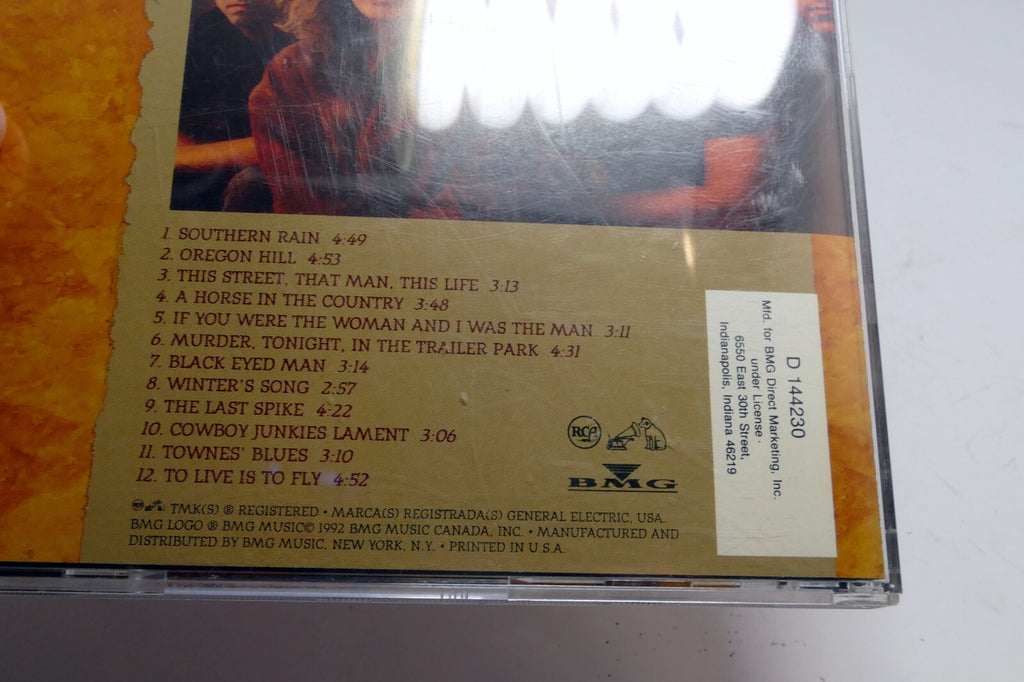 1. SOUTHERN RAIN 4:49
2. OREGON HILL 4:53
3. THIS STREET, THAT MAN, THIS LIFE 3:13
4. A HORSE IN THE COUNTRY 3:48
5. IF YOU WERE THE WOMAN AND I WAS THE MAN 3:11
6. MURDER, TONIGHT, IN THE TRAILER PARK 4:31
7. BLACK EYED MAN 3:14
8. WINTER'S SONG 2:57
9. THE LAST SPIKE 4:22
10. COWBOY JUNKIES LAMENT 3:06
11. TOWNES' BLUES 3:10
12. TO LIVE IS TO FLY 4:52
RCA
BMG
TMK(S) ® REGISTERED • MARCA(S) REGISTRADA(S) GENERAL ELECTRIC, USA.
BMG LOGO ® BMG MUSIC© 1992 BMG MUSIC CANADA, INC. • MANUFACTURED AND
DISTRIBUTED BY BMG MUSIC, NEW YORK, N.Y. • PRINTED IN U.S.A.
D 144230
Mfd. for BMG Direct Marketing, Inc.
under License·
6550 East 30th Street,
Indianapolis, Indiana 46219